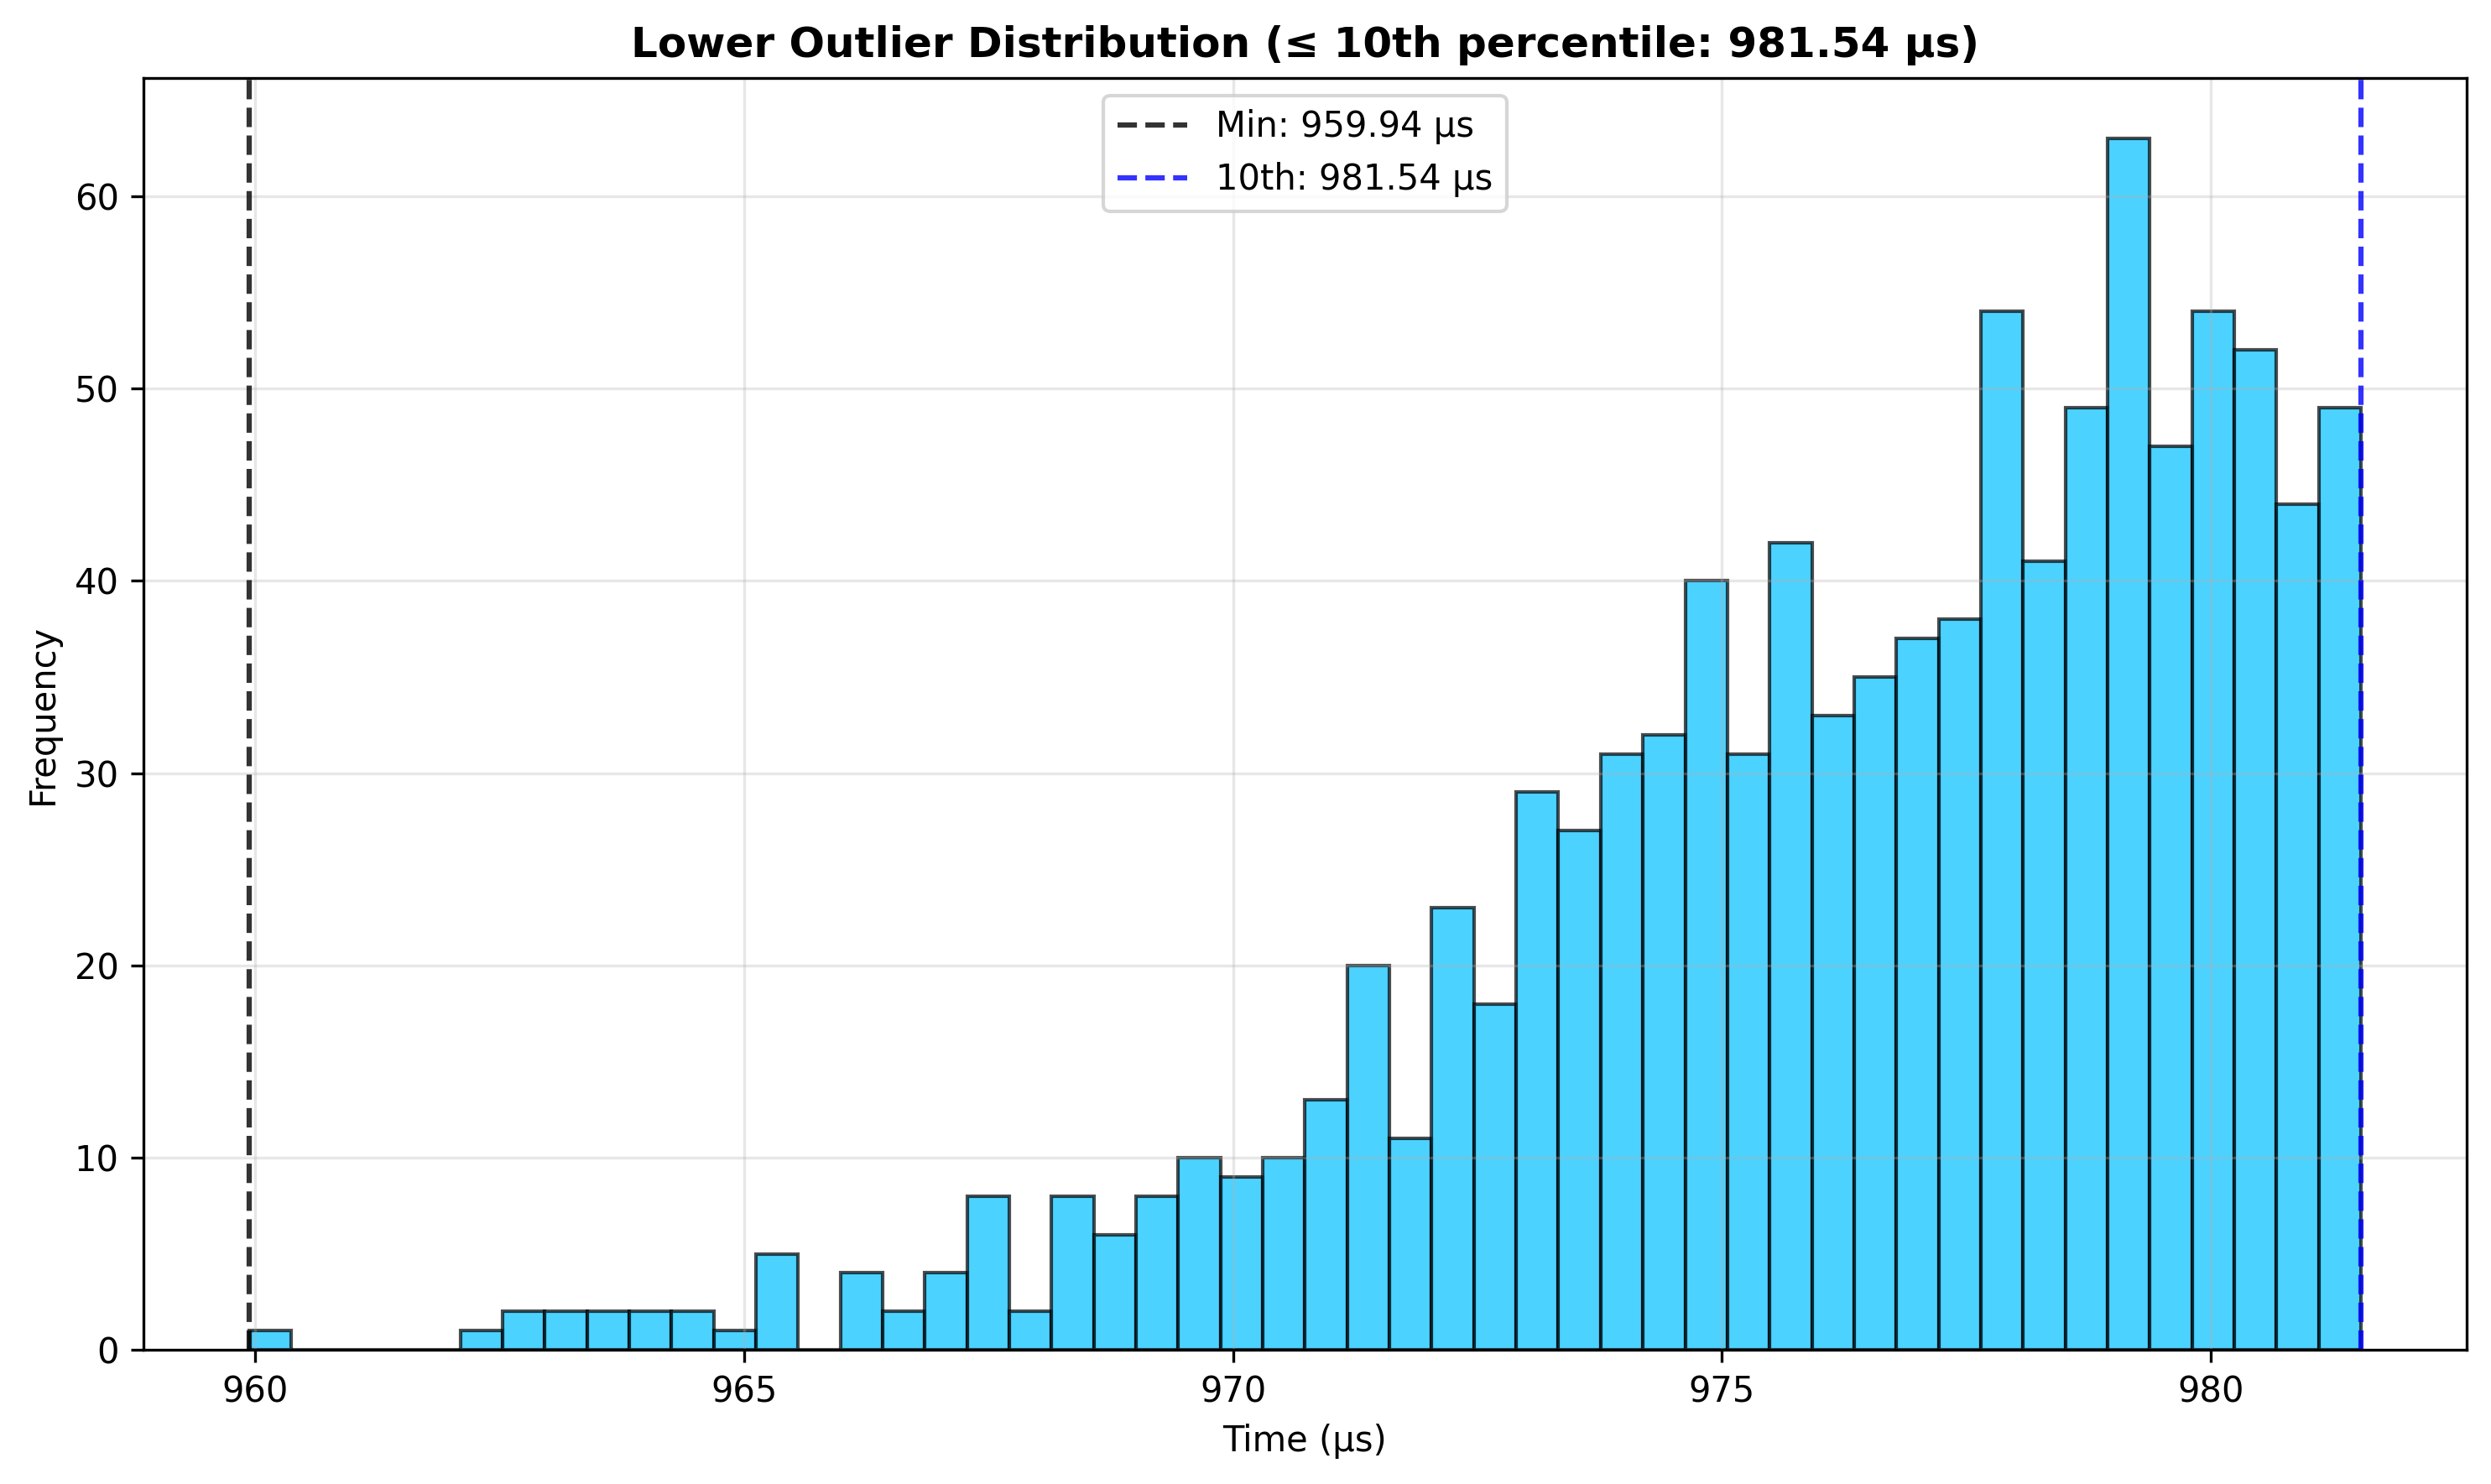 Lower Outlier Distribution (≤ 10th percentile: 981.54 µs)
Min: 959.94 µs
10th: 981.54 µs
60
50
40
30
20
10
0
Frequency
960 965 970 975 980
Time (µs)